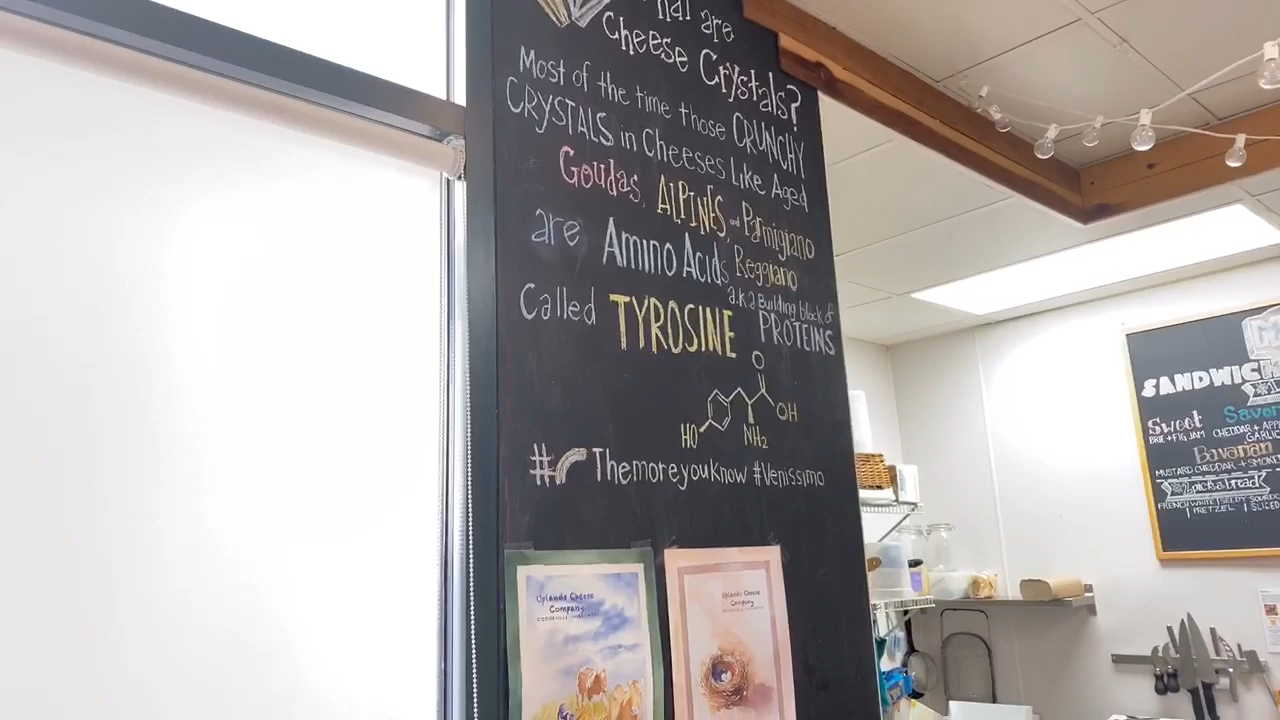 are
Cheese Crystals?
Most of the time those CRUNCHY
CRYSTALS in Cheeses Like Aged
Goudas, ALPINES, and Parmigiano
are Amino Acids Reggiano
a.k.a Building block of
Called TYROSINE PROTEINS
O
OH
HO
NH2
# Themoreyouknow #Venissimo
Uplands Cheese
Company
Uplands Cheese
Company
SANDWIC
Sweet
BRIE + FIG JAM
Savor
CHEDDAR + APP
GARLIC
Bavarian
MUSTARD CHEDDAR + SMOKE
pick a bread
FRENCH WHITE | SEEDY SOURD
| PRETZEL | SLICED